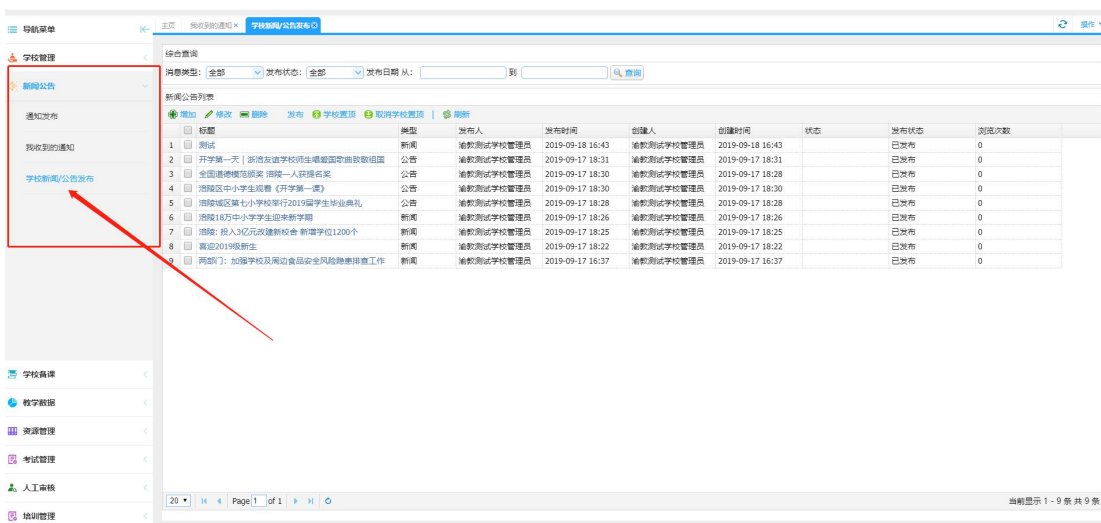 导航菜单
主页 我收到的通知× 学校新闻/公告发布
操作
学校管理
新闻公告
通知发布
我收到的通知
学校新闻/公告发布
学校备课
教学数据
资源管理
考试管理
人工审核
培训管理
综合查询
消息类型: 全部 发布状态: 全部 发布日期 从: 到 查询
新闻公告列表
增加 修改 删除 发布 学校置顶 取消学校置顶 | 刷新
标题 类型 发布人 发布时间 创建人 创建时间 状态 发布状态 浏览次数
1 测试 新闻 渝教测试学校管理员 2019-09-18 16:43 渝教测试学校管理员 2019-09-18 16:43 已发布 0
2 开学第一天 | 浙涪友谊学校师生唱爱国歌曲致敬祖国 公告 渝教测试学校管理员 2019-09-17 18:31 渝教测试学校管理员 2019-09-17 18:31 已发布 0
3 全国道德模范颁奖 涪陵一人获提名奖 公告 渝教测试学校管理员 2019-09-17 18:30 渝教测试学校管理员 2019-09-17 18:28 已发布 0
4 涪陵区中小学生观看《开学第一课》 公告 渝教测试学校管理员 2019-09-17 18:30 渝教测试学校管理员 2019-09-17 18:30 已发布 0
5 涪陵城区第七小学校举行2019届学生毕业典礼 公告 渝教测试学校管理员 2019-09-17 18:28 渝教测试学校管理员 2019-09-17 18:28 已发布 0
6 涪陵18万中小学学生迎来新学期 新闻 渝教测试学校管理员 2019-09-17 18:26 渝教测试学校管理员 2019-09-17 18:26 已发布 0
7 涪陵: 投入3亿元改建新校舍 新增学位1200个 新闻 渝教测试学校管理员 2019-09-17 18:25 渝教测试学校管理员 2019-09-17 18:25 已发布 0
8 喜迎2019级新生 新闻 渝教测试学校管理员 2019-09-17 18:22 渝教测试学校管理员 2019-09-17 18:22 已发布 0
9 两部门: 加强学校及周边食品安全风险隐患排查工作 新闻 渝教测试学校管理员 2019-09-17 16:37 渝教测试学校管理员 2019-09-17 16:37 已发布 0
20 Page 1 of 1
当前显示 1 - 9 条 共 9 条